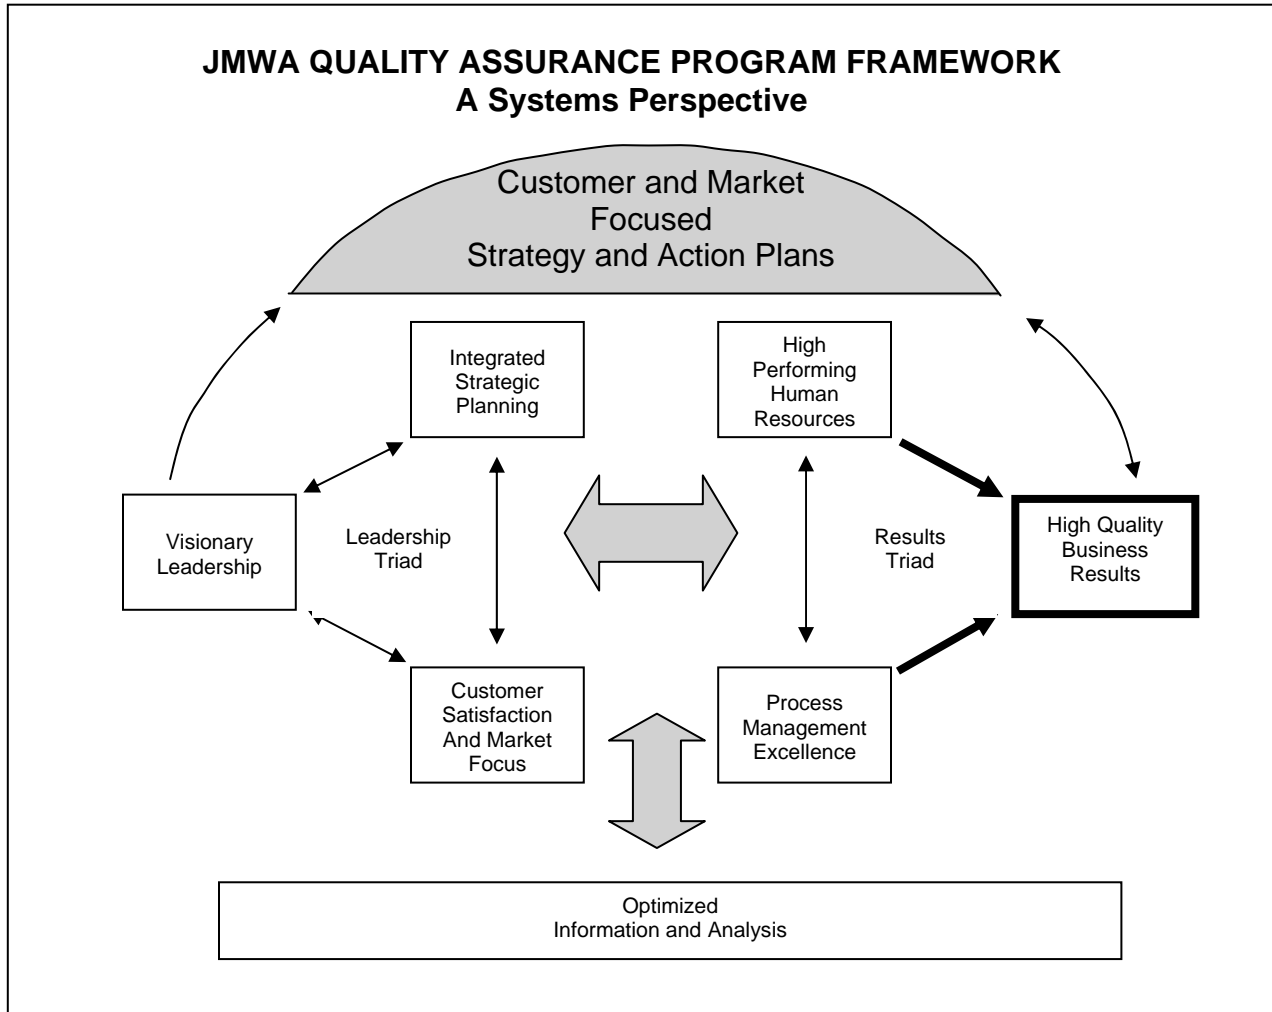 JMWA QUALITY ASSURANCE PROGRAM FRAMEWORK
A Systems Perspective
Customer and Market
Focused
Strategy and Action Plans
Integrated
Strategic
Planning
High
Performing
Human
Resources
Visionary
Leadership
Leadership
Triad
Results
Triad
High Quality
Business
Results
Customer
Satisfaction
And Market
Focus
Process
Management
Excellence
Optimized
Information and Analysis